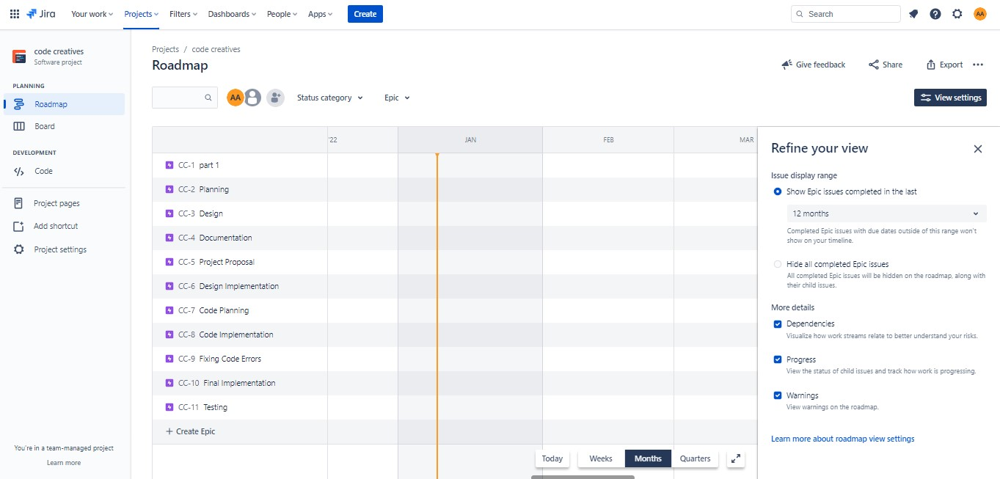 Jira
Your work
Projects
Filters
Dashboards
People
Apps
Create
Search
AA
code creatives
Software project
PLANNING
Roadmap
Board
DEVELOPMENT
Code
Project pages
Add shortcut
Project settings
You're in a team-managed project
Learn more
Projects / code creatives
Roadmap
Give feedback
Share
Export
AA
Status category
Epic
View settings
'22
JAN
FEB
MAR
CC-1 part 1
CC-2 Planning
CC-3 Design
CC-4 Documentation
CC-5 Project Proposal
CC-6 Design Implementation
CC-7 Code Planning
CC-8 Code Implementation
CC-9 Fixing Code Errors
CC-10 Final Implementation
CC-11 Testing
+ Create Epic
Today
Weeks
Months
Quarters
Refine your view
Issue display range
Show Epic issues completed in the last
12 months
Completed Epic issues with due dates outside of this range won't
show on your timeline.
Hide all completed Epic issues
All completed Epic issues will be hidden on the roadmap, along with
their child issues.
More details
Dependencies
Visualize how work streams relate to better understand your risks.
Progress
View the status of child issues and track how work is progressing.
Warnings
View warnings on the roadmap.
Learn more about roadmap view settings